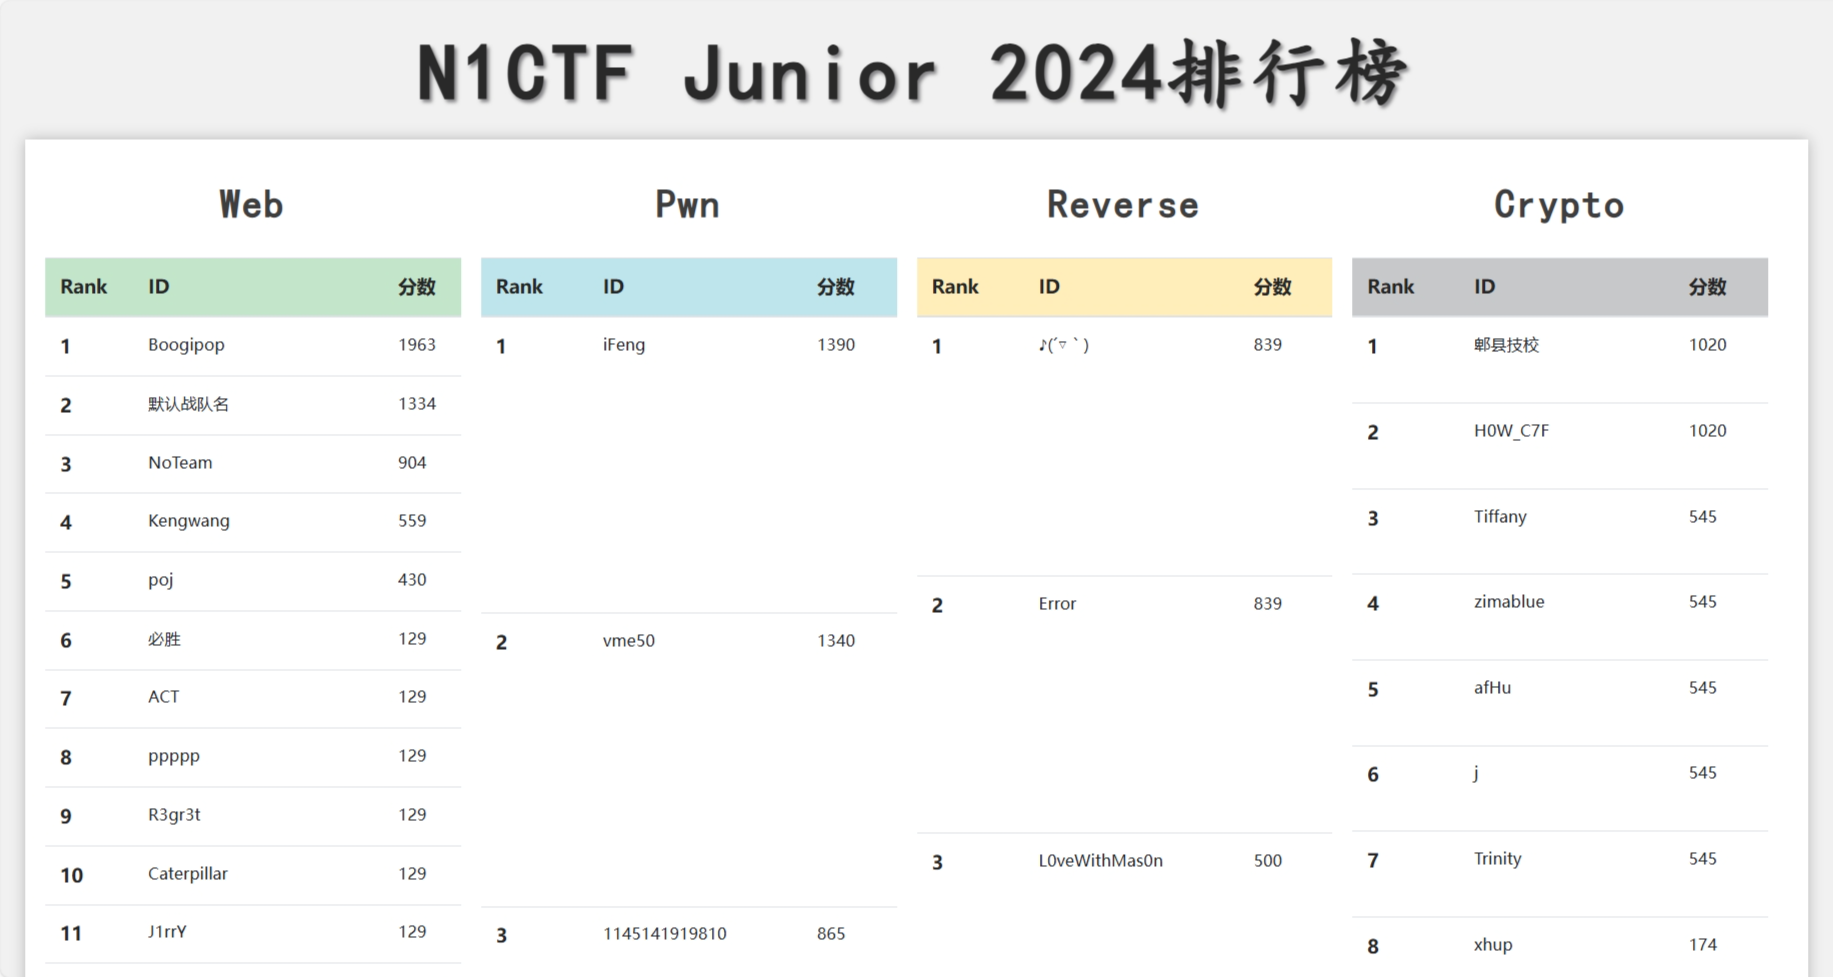 N1CTF Junior 2024排行榜
Web
Rank ID 分数
1 Boogipop 1963
2 默认战队名 1334
3 NoTeam 904
4 Kengwang 559
5 poj 430
6 必胜 129
7 ACT 129
8 ppppp 129
9 R3gr3t 129
10 Caterpillar 129
11 J1rrY 129
Pwn
Rank ID 分数
1 iFeng 1390
2 vme50 1340
3 1145141919810 865
Reverse
Rank ID 分数
1 ♪(´▽｀) 839
2 Error 839
3 L0veWithMas0n 500
Crypto
Rank ID 分数
1 郫县技校 1020
2 H0W_C7F 1020
3 Tiffany 545
4 zimablue 545
5 afHu 545
6 j 545
7 Trinity 545
8 xhup 174